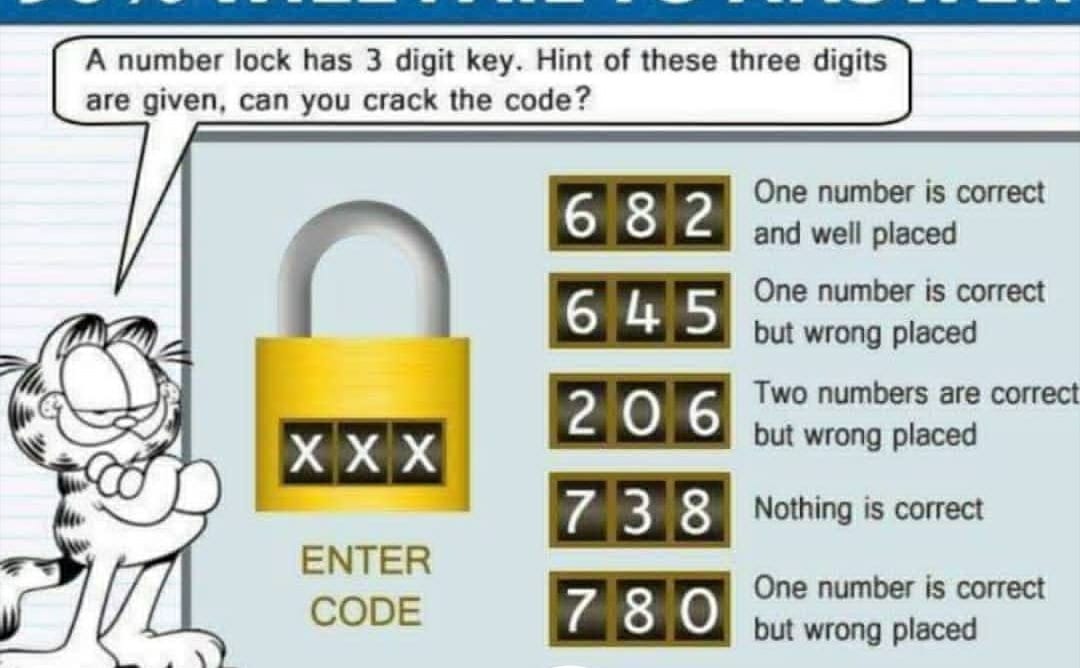 A number lock has 3 digit key. Hint of these three digits
are given, can you crack the code?
6 8 2 One number is correct
and well placed
6 4 5 One number is correct
but wrong placed
2 0 6 Two numbers are correct
but wrong placed
X X X
7 3 8 Nothing is correct
ENTER
CODE
7 8 0 One number is correct
but wrong placed